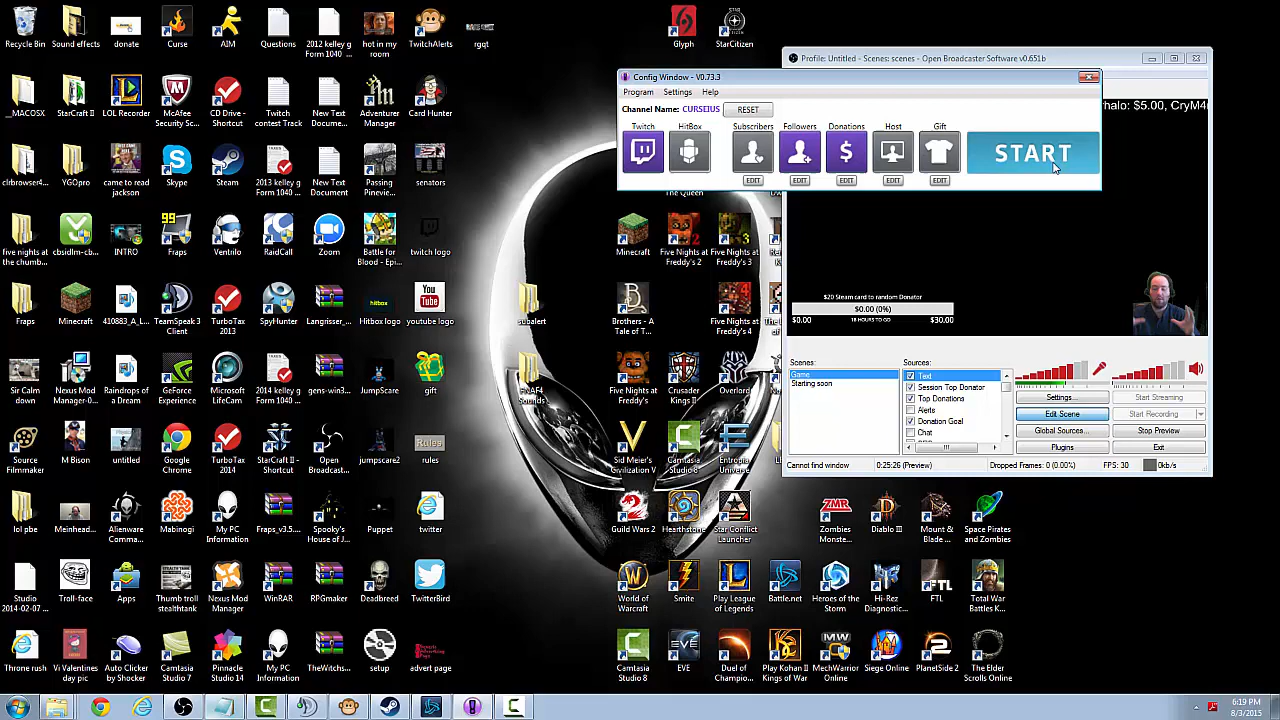 Recycle Bin
Sound effects
donate
Curse
AIM
Questions
2012 kelley g Form 1040 ...
hot in my room
TwitchAlerts
rgqt
Glyph
StarCitizen
Profile: Untitled - Scenes: scenes - Open Broadcaster Software v0.651b
Config Window - V0.73.3
Program Settings Help
Channel Name: CURSEIUS RESET
Twitch HitBox Subscribers Followers Donations Host Gift
START
EDIT EDIT EDIT EDIT EDIT
rhalo: $5.00, CryM4
LOL Recorder
McAfee Security Sc...
CD Drive - Shortcut
Twitch contest Track
New Text Docume...
Adventurer Manager
Card Hunter
clibrowser4...
YGOpro
came to read jackson
Skype
Steam
2013 kelley g Form 1040 ...
New Text Document
Passing Pinevie...
senators
five nights at the chumb...
cbsidlm-cb...
INTRO
99
Fraps
Ventrilo
RaidCall
Zoom
Battle for Blood - Epi...
twitch logo
Minecraft
Five Nights at Freddy's 2
Five Nights at Freddy's 3
Fraps
Minecraft
410883_A_L...
TeamSpeak 3 Client
TurboTax 2013
SpyHunter
Langrisser_...
Hitbox logo
You Tube
youtube logo
subalert
Brothers - A Tale of T...
Five Nights at Freddy's 4
$20 Steam card to random Donator
$0.00 (0%)
$0.00 18 HOURS TO GO $30.00
Sir Calm down
Nexus Mod Manager-0...
Raindrops of a Dream
GeForce Experience
Microsoft LifeCam
2014 kelley g Form 1040 ...
gens-win3...
JumpScare
gift
FNAF4 Sounds
Five Nights at F...
Crusader Kings II
Overlord
Scenes:
Game
Starting soon
Sources:
Text
Session Top Donator
Top Donations
Alerts
Donation Goal
Chat
Settings... Start Streaming
Edit Scene Start Recording
Global Sources... Stop Preview
Plugins Exit
Cannot find window 0:25:26 (Preview) Dropped Frames: 0 (0.00%) FPS: 30 0kb/s
Source Filmmaker
M Bison
untitled
Google Chrome
TurboTax 2014
StarCraft II - Shortcut
Open Broadcast...
jumpscare2
Rules
rules
Sid Meier's Civilization V
Camtasia Studio 8
Entropia Universe
lol pbe
Meinhead...
Alienware Comma...
Mabinogi
My PC Information
Fraps_v3.5...
Spooky's House of J...
Puppet
twitter
Guild Wars 2
Hearthstone
Star Conflict Launcher
ZMR
Zombies Monste...
Diablo III
Mount & Blade ...
Space Pirates and Zombies
Studio 2014-02-07 ...
Troll-face
Apps
Thumb troll stealthtank
Nexus Mod Manager
WinRAR
RPGmaker
Deadbreed
TwitterBird
World of Warcraft
Smite
Play League of Legends
Battle.net
Heroes of the Storm
Hi-Rez Diagnostic...
FTL
FTL
Total War Battles K...
Throne rush
Vi Valentines day pic
Auto Clicker by Shocker
Camtasia Studio 7
Pinnacle Studio 14
My PC Information
TheWitchs...
setup
advert page
Camtasia Studio 8
EVE
EVE
Duel of Champio...
Play Kohan II Kings of War
MWO
MechWarrior Online
Siege Online
PlanetSide 2
The Elder Scrolls Online
6:19 PM
8/3/2015